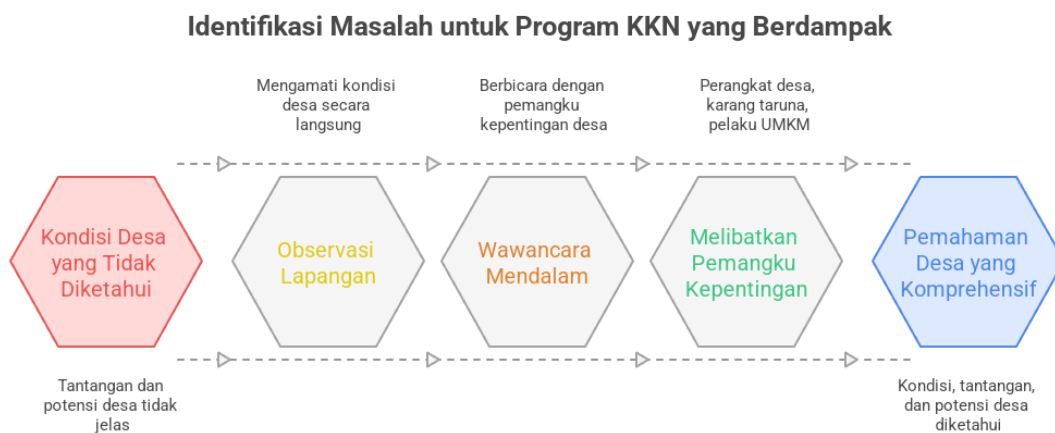 Identifikasi Masalah untuk Program KKN yang Berdampak
Mengamati kondisi
desa secara
langsung
Berbicara dengan
pemangku
kepentingan desa
Perangkat desa,
karang taruna,
pelaku UMKM
Kondisi Desa
yang Tidak
Diketahui
Observasi
Lapangan
Wawancara
Mendalam
Melibatkan
Pemangku
Kepentingan
Pemahaman
Desa yang
Komprehensif
Tantangan dan
potensi desa tidak
jelas
Kondisi, tantangan,
dan potensi desa
diketahui